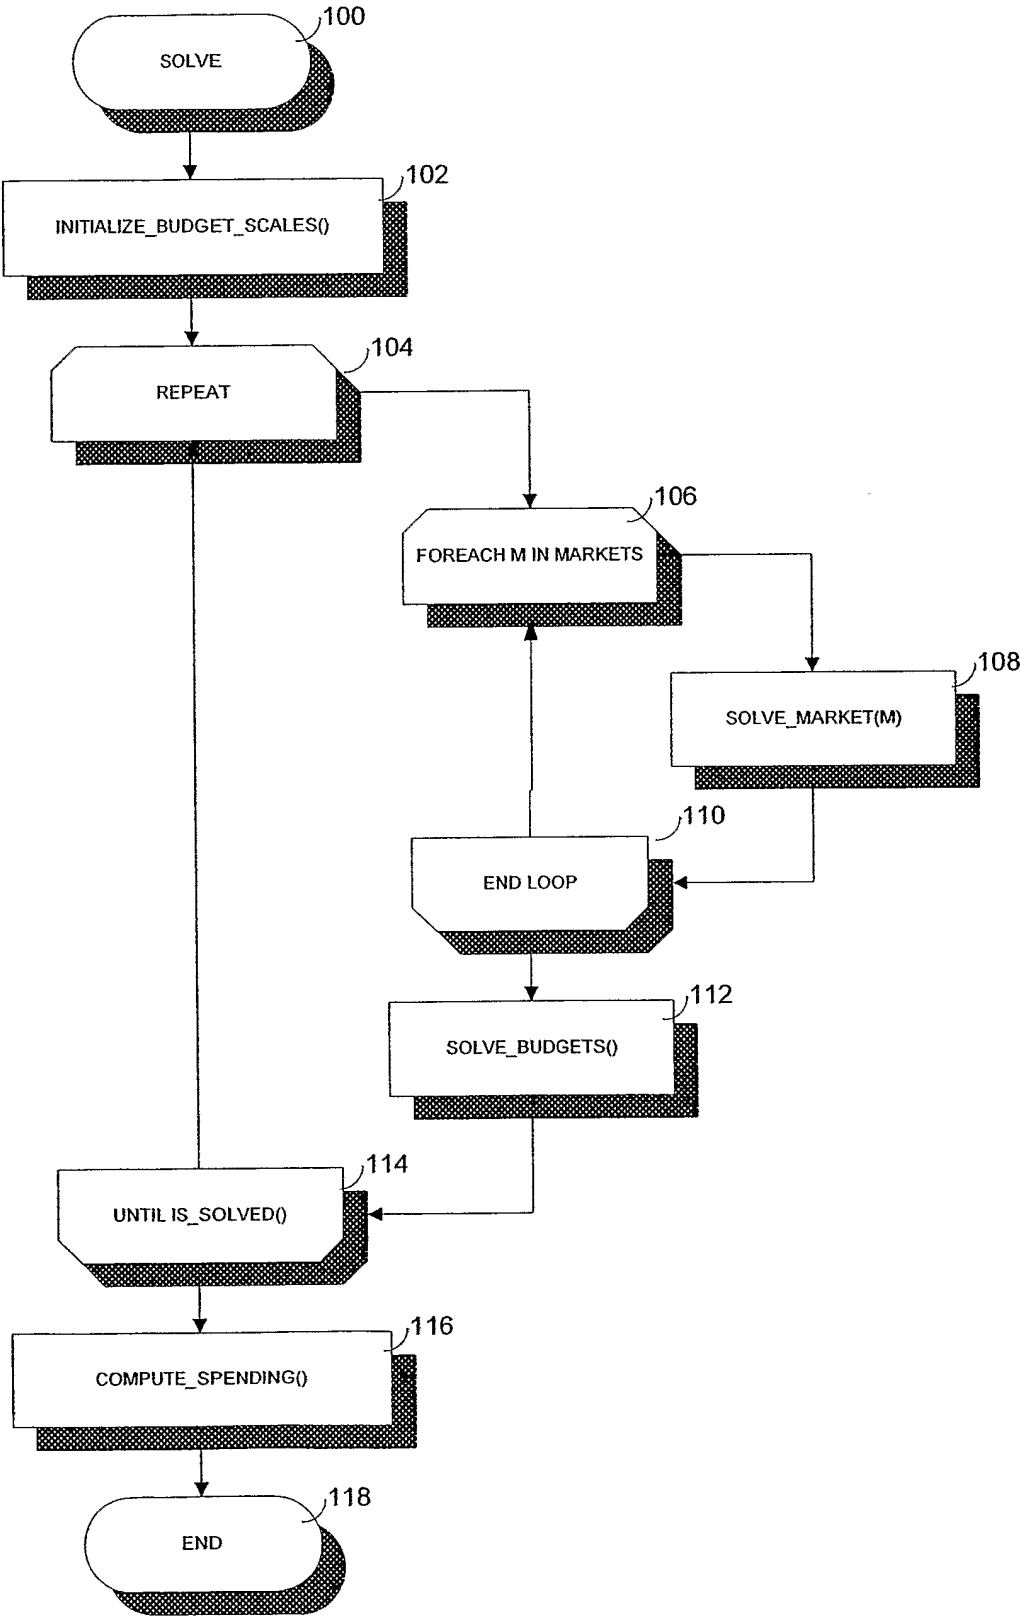 100
SOLVE
102
INITIALIZE_BUDGET_SCALES()
104
REPEAT
106
FOREACH M IN MARKETS
108
SOLVE_MARKET(M)
110
END LOOP
112
SOLVE_BUDGETS()
114
UNTIL IS_SOLVED()
116
COMPUTE_SPENDING()
118
END